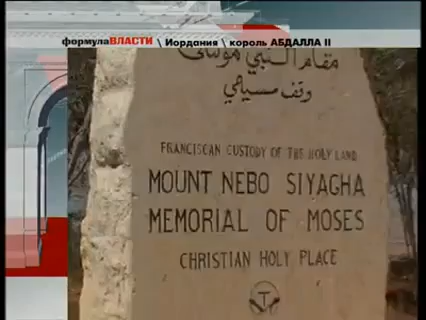 формулаВЛАСТИ \ Иордания \ король АБДАЛЛА II
مقام النبي موسى
وقف مسيحي
FRANCISCAN CUSTODY OF THE HOLY LAND
MOUNT NEBO SIYAGHA
MEMORIAL OF MOSES
CHRISTIAN HOLY PLACE